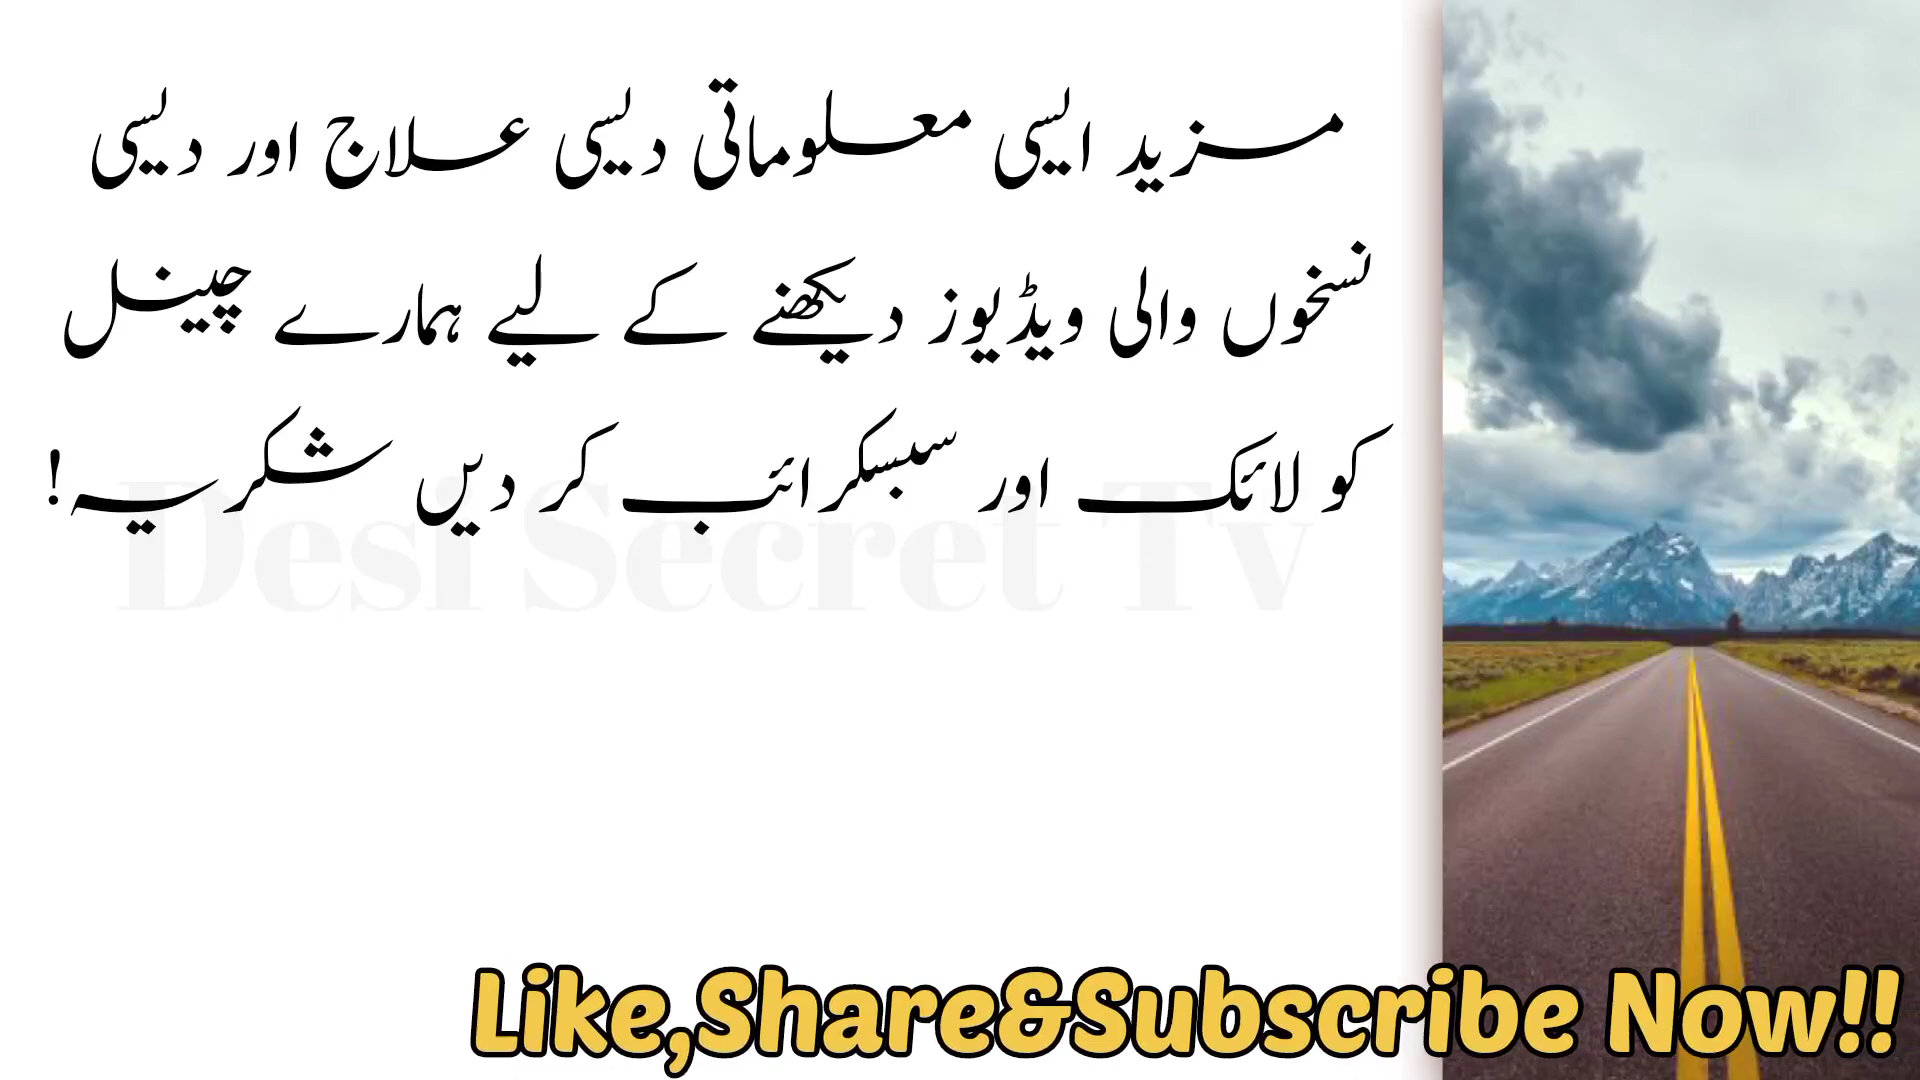 مزید ایسی معلوماتی دیسی علاج اور دیسی
نسخوں والی ویڈیوز دیکھنے کے لیے ہمارے چینل
کو لائک اور سبسکرائب کر دیں شکریہ!
Desi Secret Tv
Like,Share&Subscribe Now!!